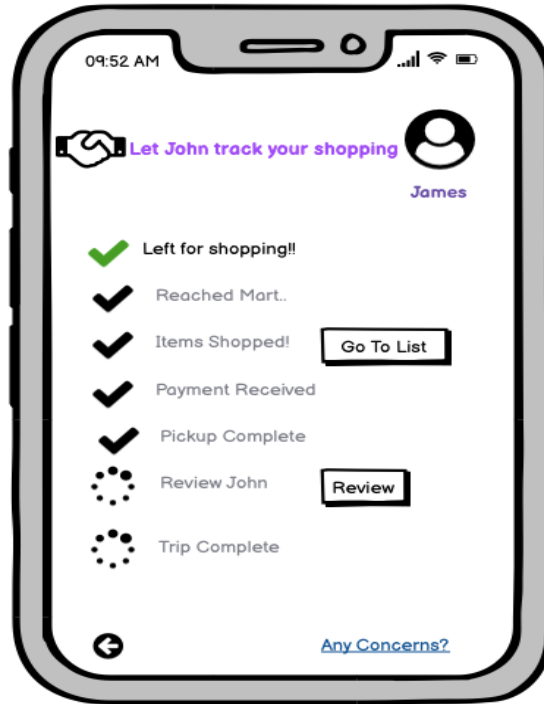 09:52 AM
Let John track your shopping
James
Left for shopping!!
Reached Mart..
Items Shopped!
Go To List
Payment Received
Pickup Complete
Review John
Review
Trip Complete
Any Concerns?